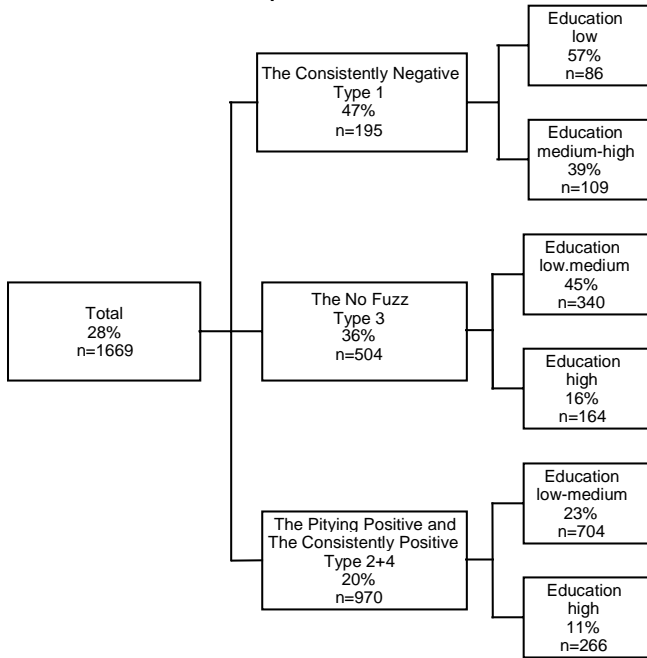 Education
low
57%
n=86
The Consistently Negative
Type 1
47%
n=195
Education
medium-high
39%
n=109
Education
low.medium
45%
n=340
Total
28%
n=1669
The No Fuzz
Type 3
36%
n=504
Education
high
16%
n=164
Education
low-medium
23%
n=704
The Pitying Positive and
The Consistently Positive
Type 2+4
20%
n=970
Education
high
11%
n=266